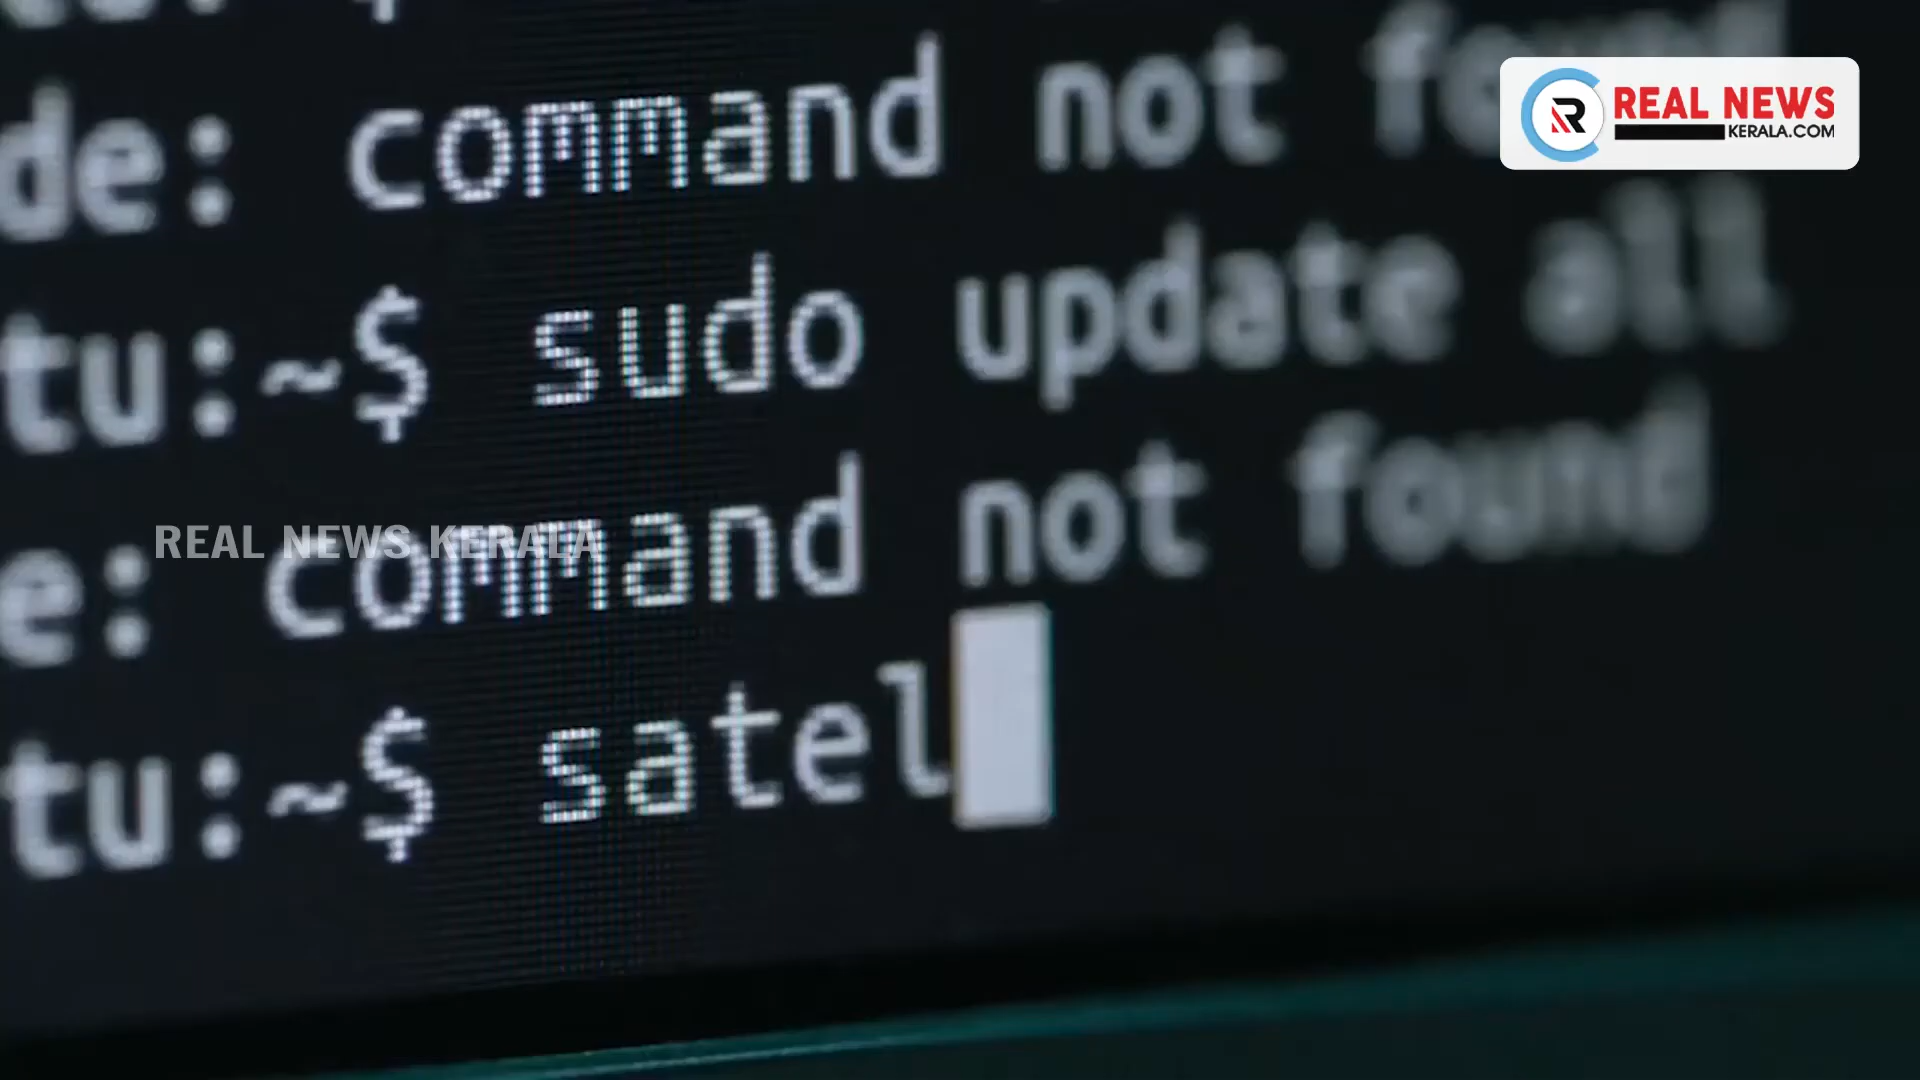 $
de: command not found
REAL NEWS
KERALA.COM
tu:~$ sudo update all
e: command not found
REAL NEWS KERALA
tu:~$ satel